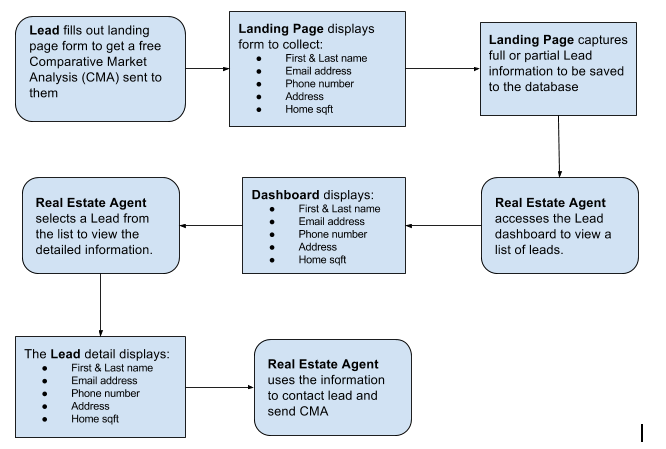 Lead fills out landing
page form to get a free
Comparative Market
Analysis (CMA) sent to
them
Landing Page displays
form to collect:
● First & Last name
● Email address
● Phone number
● Address
● Home sqft
Landing Page captures
full or partial Lead
information to be saved
to the database
Real Estate Agent
accesses the Lead
dashboard to view a
list of leads.
Dashboard displays:
● First & Last name
● Email address
● Phone number
● Address
● Home sqft
Real Estate Agent
selects a Lead from
the list to view the
detailed information.
The Lead detail displays:
● First & Last name
● Email address
● Phone number
● Address
● Home sqft
Real Estate Agent
uses the information
to contact lead and
send CMA